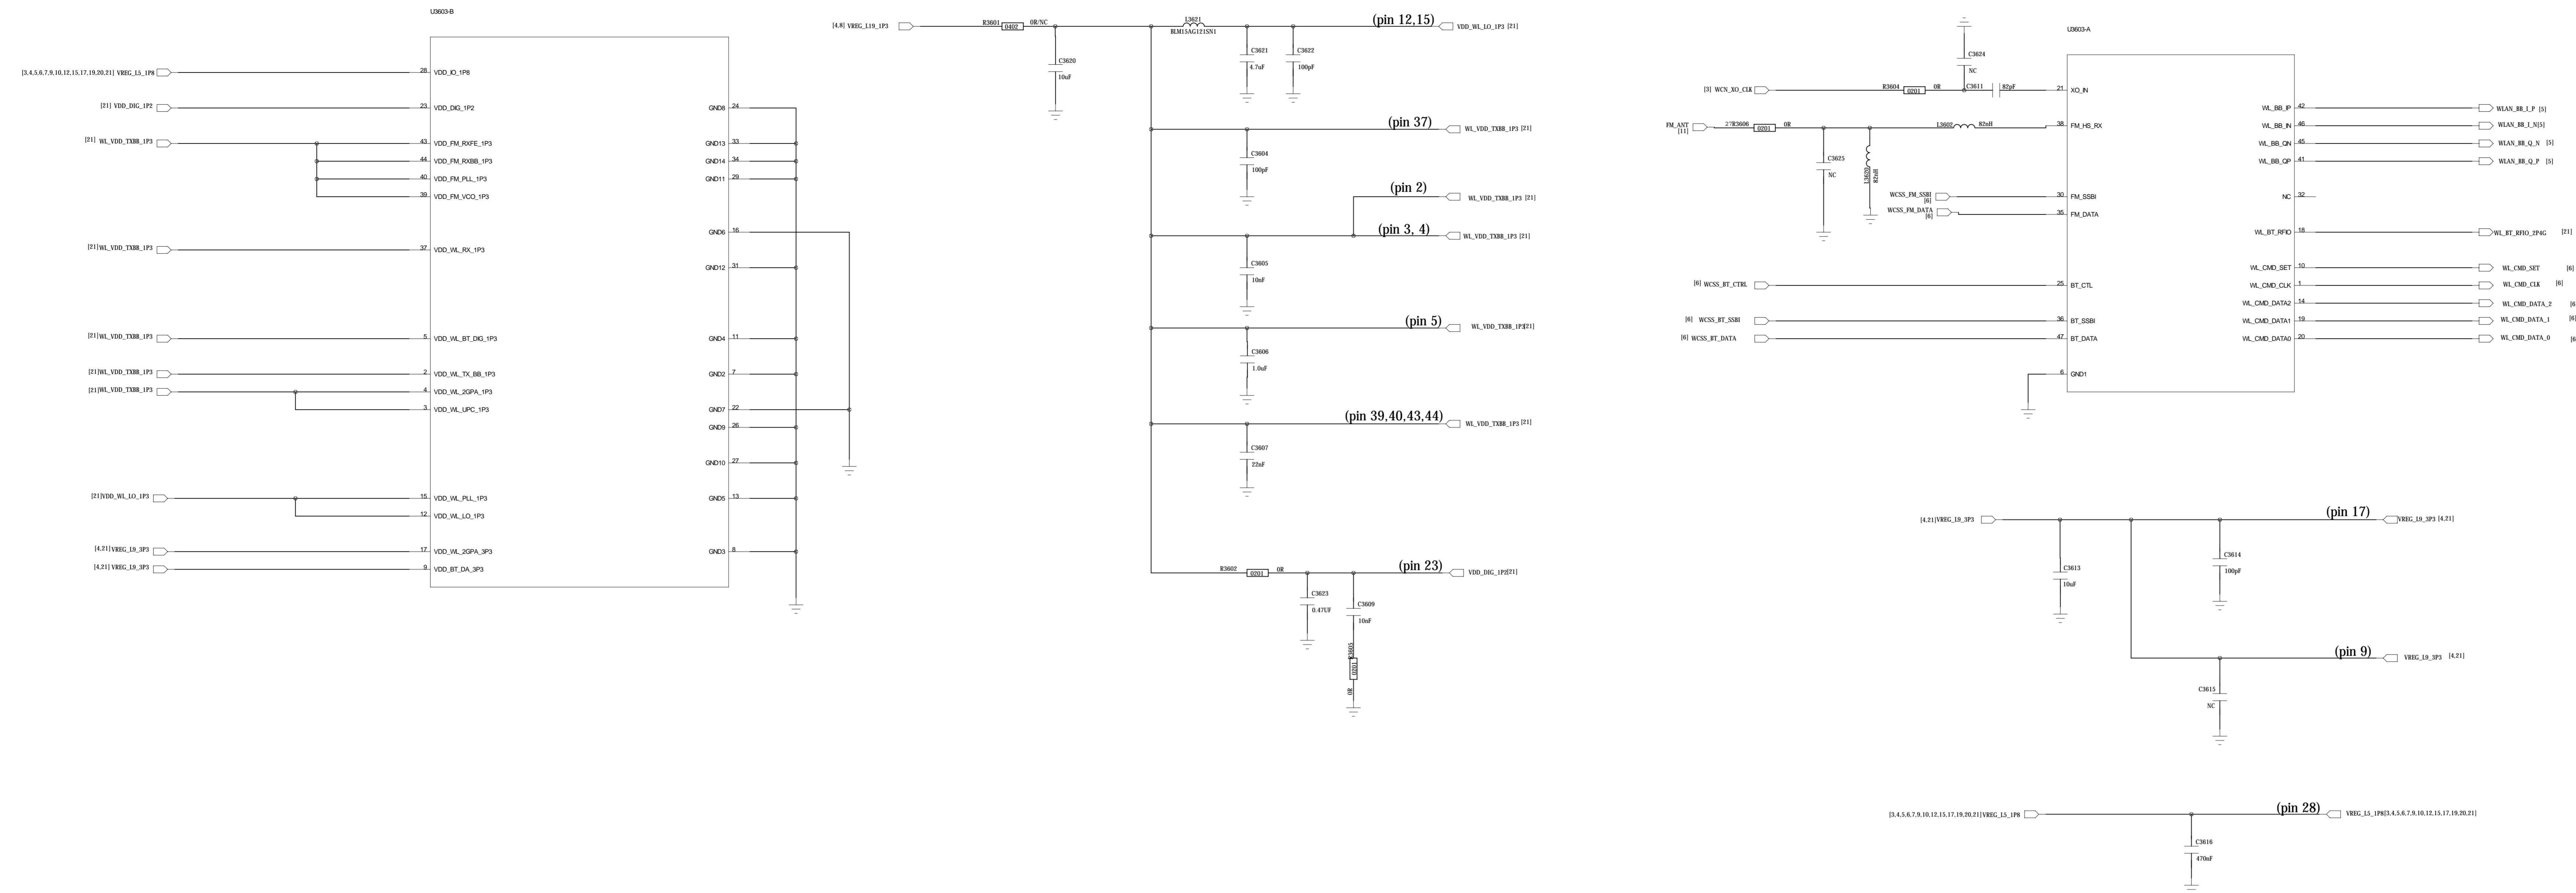 U3603-B
[3,4,5,6,7,9,10,12,15,17,19,20,21] VREG_L5_1P8
28 VDD_IO_1P8
[21] VDD_DIG_1P2
23 VDD_DIG_1P2
[21] WL_VDD_TXBB_1P3
43 VDD_FM_RXFE_1P3
44 VDD_FM_RXBB_1P3
40 VDD_FM_PLL_1P3
39 VDD_FM_VCO_1P3
[21]WL_VDD_TXBB_1P3
37 VDD_WL_RX_1P3
[21]WL_VDD_TXBB_1P3
5 VDD_WL_BT_DIG_1P3
[21]WL_VDD_TXBB_1P3
2 VDD_WL_TX_BB_1P3
[21]WL_VDD_TXBB_1P3
4 VDD_WL_2GPA_1P3
3 VDD_WL_UPC_1P3
[21]VDD_WL_LO_1P3
15 VDD_WL_PLL_1P3
12 VDD_WL_LO_1P3
[4,21]VREG_L9_3P3
17 VDD_WL_2GPA_3P3
[4,21] VREG_L9_3P3
9 VDD_BT_DA_3P3
GND8 24
GND13 33
GND14 34
GND11 29
GND6 16
GND12 31
GND4 11
GND2 7
GND7 22
GND9 26
GND10 27
GND5 13
GND3 8
[4,8] VREG_L19_1P3
R3601
0402
0R/NC
C3620
10uF
L3621
BLM15AG121SN1
C3621
4.7uF
C3622
100pF
(pin 12,15)
VDD_WL_LO_1P3 [21]
(pin 37)
WL_VDD_TXBB_1P3 [21]
C3604
100pF
(pin 2)
WL_VDD_TXBB_1P3 [21]
(pin 3, 4)
WL_VDD_TXBB_1P3 [21]
C3605
10nF
(pin 5)
WL_VDD_TXBB_1P3[21]
C3606
1.0uF
(pin 39,40,43,44)
WL_VDD_TXBB_1P3 [21]
C3607
22nF
R3602
0201
0R
(pin 23)
VDD_DIG_1P2[21]
C3623
0.47UF
C3609
10nF
R3605
0201
0R
U3603-A
C3624
NC
[3] WCN_XO_CLK
R3604
0201
0R
C3611
82pF
21 XO_IN
FM_ANT
[11]
27R3606
0201
0R
L3602
82nH
38 FM_HS_RX
C3625
NC
L3620
82nH
WCSS_FM_SSBI
[6]
30 FM_SSBI
WCSS_FM_DATA
[6]
35 FM_DATA
[6] WCSS_BT_CTRL
25 BT_CTL
[6] WCSS_BT_SSBI
36 BT_SSBI
[6] WCSS_BT_DATA
47 BT_DATA
6 GND1
WL_BB_IP 42
WLAN_BB_I_P [5]
WL_BB_IN 46
WLAN_BB_I_N[5]
WL_BB_QN 45
WLAN_BB_Q_N [5]
WL_BB_QP 41
WLAN_BB_Q_P [5]
NC 32
WL_BT_RFIO 18
WL_BT_RFIO_2P4G [21]
WL_CMD_SET 10
WL_CMD_SET [6]
WL_CMD_CLK 1
WL_CMD_CLK [6]
WL_CMD_DATA2 14
WL_CMD_DATA_2 [6
WL_CMD_DATA1 19
WL_CMD_DATA_1 [6]
WL_CMD_DATA0 20
WL_CMD_DATA_0 [6
[4,21]VREG_L9_3P3
(pin 17)
VREG_L9_3P3 [4,21]
C3613
10uF
C3614
100pF
(pin 9)
VREG_L9_3P3 [4,21]
C3615
NC
[3,4,5,6,7,9,10,12,15,17,19,20,21]VREG_L5_1P8
(pin 28)
VREG_L5_1P8[3,4,5,6,7,9,10,12,15,17,19,20,21]
C3616
470nF